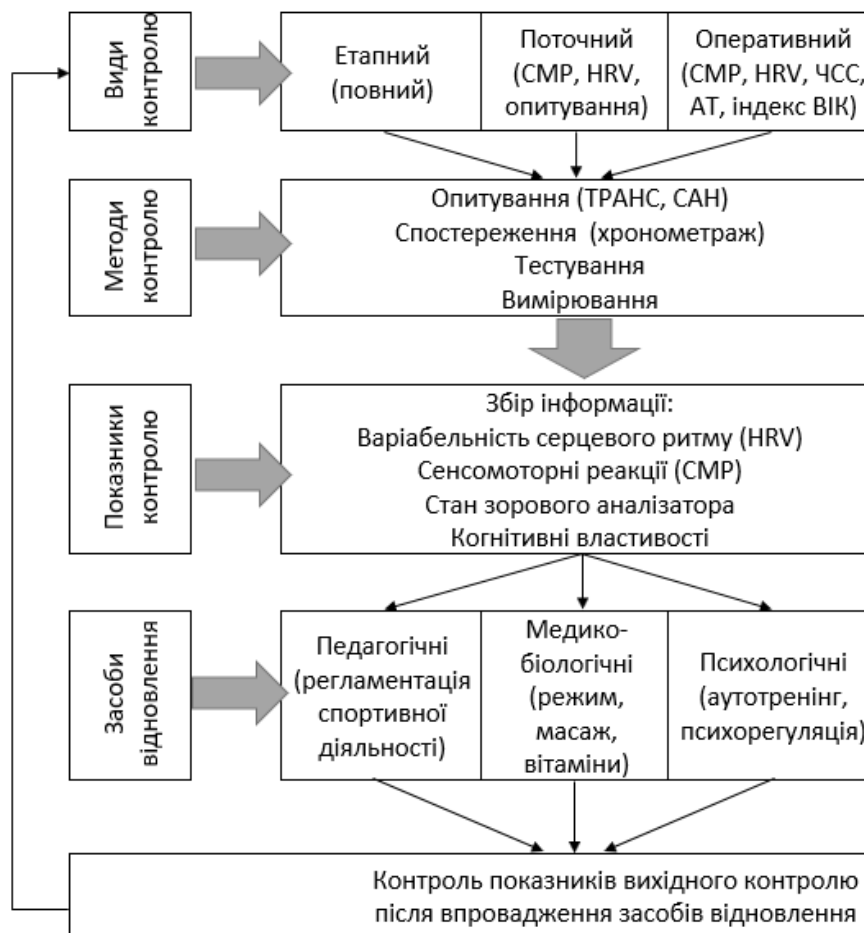 Види
контролю
Етапний
(повний)
Поточний
(СМР, HRV,
опитування)
Оперативний
(СМР, HRV, ЧСС,
АТ, індекс ВІК)
Методи
контролю
Опитування (ТРАНС, САН)
Спостереження (хронометраж)
Тестування
Вимірювання
Показники
контролю
Збір інформації:
Варіабельність серцевого ритму (HRV)
Сенсомоторні реакції (СМР)
Стан зорового аналізатора
Когнітивні властивості
Засоби
відновлення
Педагогічні
(регламентація
спортивної
діяльності)
Медико-
біологічні
(режим,
масаж,
вітаміни)
Психологічні
(аутотренінг,
психорегуляція)
Контроль показників вихідного контролю
після впровадження засобів відновлення